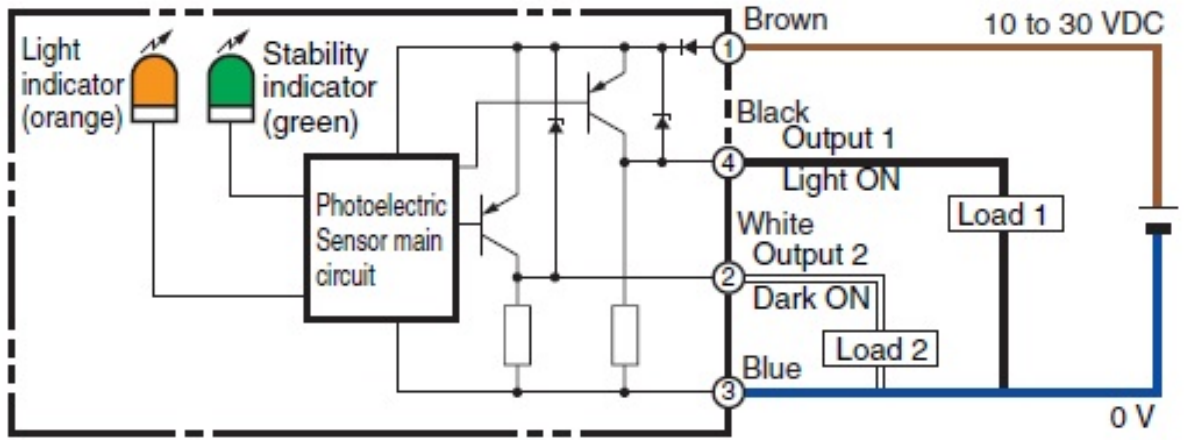 Brown
10 to 30 VDC
Light
indicator
(orange)
Stability
indicator
(green)
1
Black
Output 1
4
Light ON
Photoelectric
Sensor main
circuit
Load 1
White
Output 2
2
Dark ON
Load 2
Blue
3
0 V